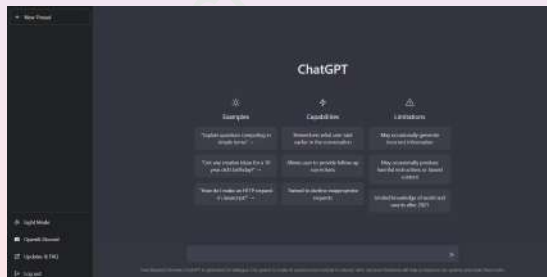 + New Thread
ChatGPT
Examples
Capabilities
Limitations
"Explain quantum computing in
simple terms" →
Remembers what user said
earlier in the conversation
May occasionally generate
incorrect information
"Got any creative ideas for a 10
year old's birthday?" →
Allows user to provide follow-up
corrections
May occasionally produce
harmful instructions or biased
content
"How do I make an HTTP request
in Javascript?" →
Trained to decline inappropriate
requests
Limited knowledge of world and
events after 2021
Light Mode
OpenAI Discord
Updates & FAQ
Log out